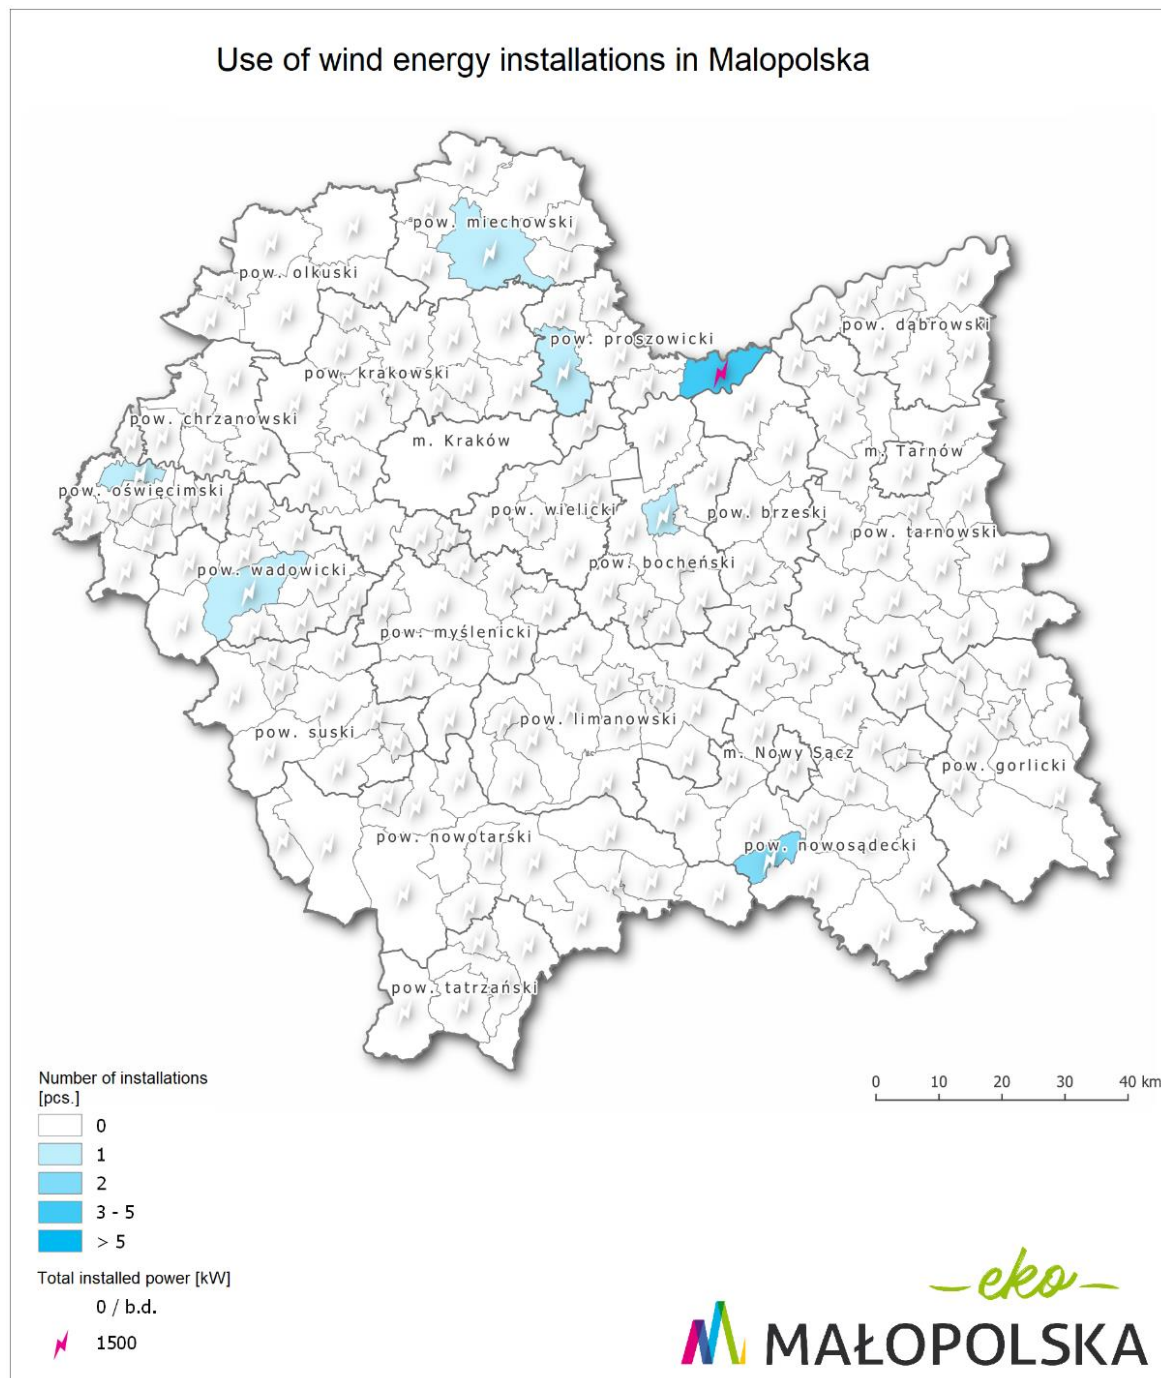 Use of wind energy installations in Malopolska
pow. miechowski
pow. olkuski
pow. dąbrowski
pow. proszowicki
pow. krakowski
pow. chrzanowski
m. Kraków
m. Tarnów
pow. oświęcimski
pow. wielicki
pow. brzeski
pow. tarnowski
pow. wadowicki
pow. bocheński
pow. myślenicki
pow. limanowski
pow. suski
m. Nowy Sącz
pow. gorlicki
pow. nowotarski
pow. nowosądecki
pow. tatrzański
Number of installations
[pcs.]
0
1
2
3 - 5
> 5
Total installed power [kW]
0 / b.d.
1500
0 10 20 30 40 km
eko
MAŁOPOLSKA